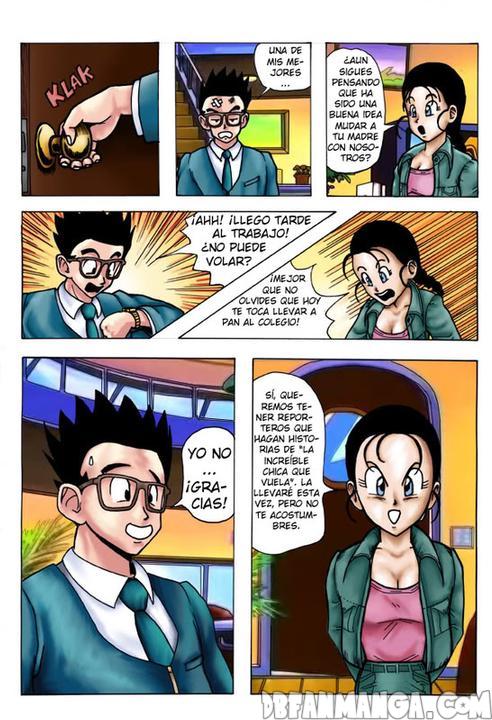 KLAK
UNA DE
MIS ME-
JORES
...
¿AUN
SIGUES
PENSANDO
QUE HA
SIDO UNA
BUENA IDEA
MUDAR A
TU MADRE
CON NOSO-
TROS?
¡AHH! ¡LLEGO TARDE
AL TRABAJO!
¿NO PUEDE
VOLAR?
¡MEJOR
QUE NO
OLVIDES QUE HOY
TE TOCA LLEVAR A
PAN AL COLEGIO!
YO NO
...
¡GRA-
CIAS!
SÍ, QUE-
REMOS TE-
NER REPOR-
TEROS QUE
HAGAN HISTO-
RIAS DE "LA
INCREÍBLE
CHICA QUE
VUELA". LA
LLEVARÉ ESTA
VEZ, PERO NO
TE ACOSTUM-
BRES.
DBFANMANGA.COM